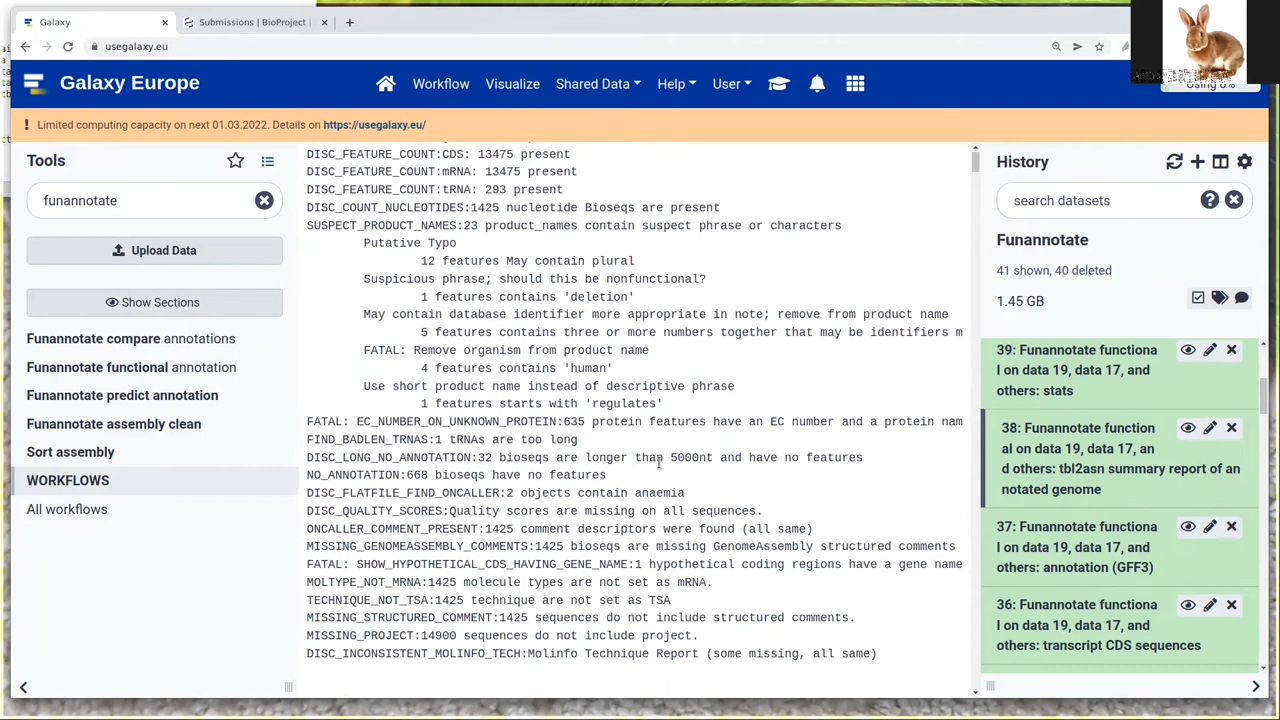 Galaxy
Submissions | BioProject |
usegalaxy.eu
Galaxy Europe
Workflow
Visualize
Shared Data
Help
User
Using 6%
Limited computing capacity on next 01.03.2022. Details on https://usegalaxy.eu/
Tools
funannotate
Upload Data
Show Sections
Funannotate compare annotations
Funannotate functional annotation
Funannotate predict annotation
Funannotate assembly clean
Sort assembly
WORKFLOWS
All workflows
DISC_FEATURE_COUNT:CDS: 13475 present
DISC_FEATURE_COUNT:mRNA: 13475 present
DISC_FEATURE_COUNT:tRNA: 293 present
DISC_COUNT_NUCLEOTIDES:1425 nucleotide Bioseqs are present
SUSPECT_PRODUCT_NAMES:23 product_names contain suspect phrase or characters
Putative Typo
12 features May contain plural
Suspicious phrase; should this be nonfunctional?
1 features contains 'deletion'
May contain database identifier more appropriate in note; remove from product name
5 features contains three or more numbers together that may be identifiers m
FATAL: Remove organism from product name
4 features contains 'human'
Use short product name instead of descriptive phrase
1 features starts with 'regulates'
FATAL: EC_NUMBER_ON_UNKNOWN_PROTEIN:635 protein features have an EC number and a protein nam
FIND_BADLEN_TRNAS:1 tRNAs are too long
DISC_LONG_NO_ANNOTATION:32 bioseqs are longer than 5000nt and have no features
NO_ANNOTATION:668 bioseqs have no features
DISC_FLATFILE_FIND_ONCALLER:2 objects contain anaemia
DISC_QUALITY_SCORES:Quality scores are missing on all sequences.
ONCALLER_COMMENT_PRESENT:1425 comment descriptors were found (all same)
MISSING_GENOMEASSEMBLY_COMMENTS:1425 bioseqs are missing GenomeAssembly structured comments
FATAL: SHOW_HYPOTHETICAL_CDS_HAVING_GENE_NAME:1 hypothetical coding regions have a gene name
MOLTYPE_NOT_MRNA:1425 molecule types are not set as mRNA.
TECHNIQUE_NOT_TSA:1425 technique are not set as TSA
MISSING_STRUCTURED_COMMENT:1425 sequences do not include structured comments.
MISSING_PROJECT:14900 sequences do not include project.
DISC_INCONSISTENT_MOLINFO_TECH:Molinfo Technique Report (some missing, all same)
History
search datasets
Funannotate
41 shown, 40 deleted
1.45 GB
39: Funannotate functiona
l on data 19, data 17, and
others: stats
38: Funannotate function
al on data 19, data 17, an
d others: tbl2asn summary report of an
notated genome
37: Funannotate functiona
l on data 19, data 17, and
others: annotation (GFF3)
36: Funannotate functiona
l on data 19, data 17, and
others: transcript CDS sequences